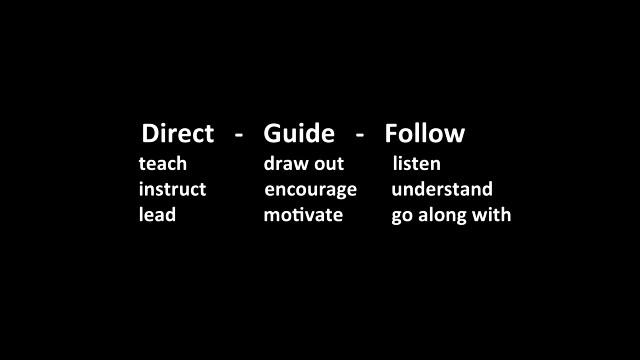 Direct - Guide - Follow
teach draw out listen
instruct encourage understand
lead motivate go along with